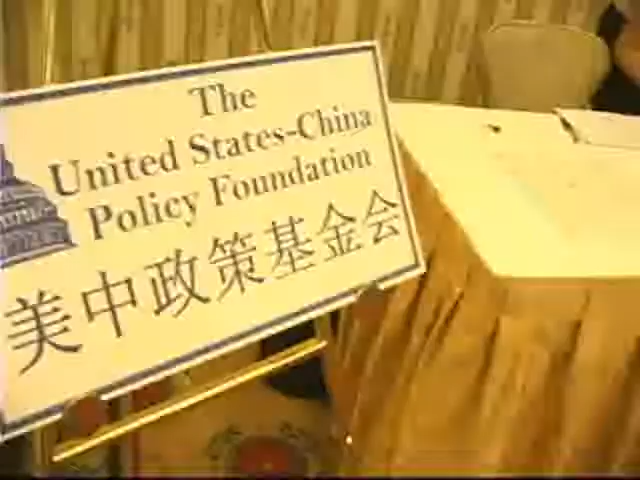 The
United States-China
Policy Foundation
美中政策基金会